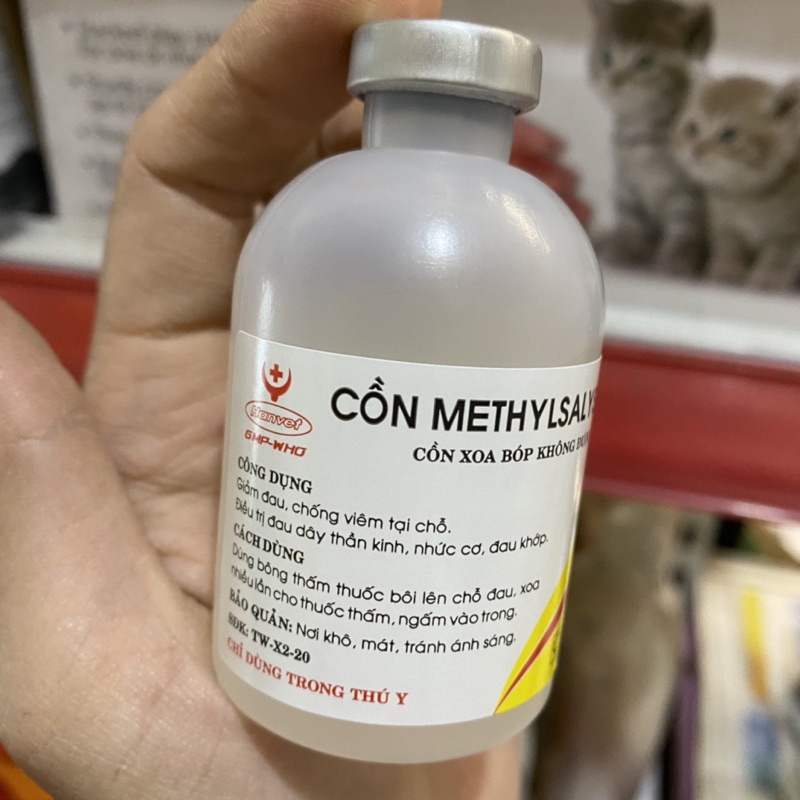 Hanvet
GMP-WHO
CỒN METHYLSALY
CỒN XOA BÓP KHÔNG
CÔNG DỤNG
Giảm đau, chống viêm tại chỗ.
Điều trị đau dây thần kinh, nhức cơ, đau khớp.
CÁCH DÙNG
Dùng bông thấm thuốc bôi lên chỗ đau, xoa
nhiều lần cho thuốc thấm, ngấm vào trong.
BẢO QUẢN: Nơi khô, mát, tránh ánh sáng.
SĐK: TW-X2-20
CHỈ DÙNG TRONG THÚ Y